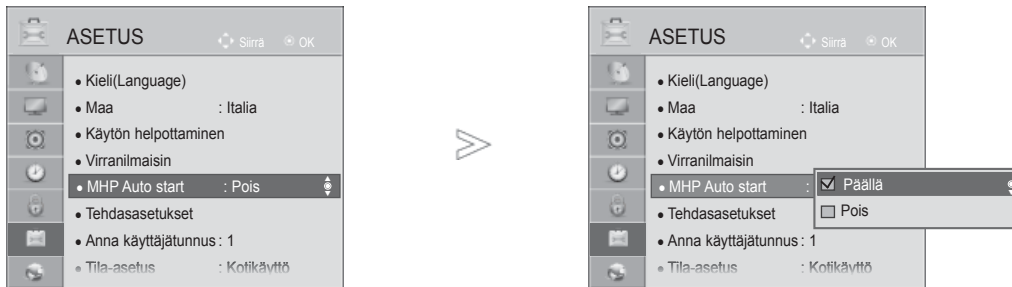 ASETUS
Siirrä OK
• Kieli(Language)
• Maa : Italia
• Käytön helpottaminen
• Virranilmaisin
• MHP Auto start : Pois
• Tehdasasetukset
• Anna käyttäjätunnus : 1
• Tila-asetus : Kotikäyttö
ASETUS
Siirrä OK
• Kieli(Language)
• Maa : Italia
• Käytön helpottaminen
• Virranilmaisin
• MHP Auto start :
Päällä
Pois
• Tehdasasetukset
• Anna käyttäjätunnus : 1
• Tila-asetus : Kotikäyttö